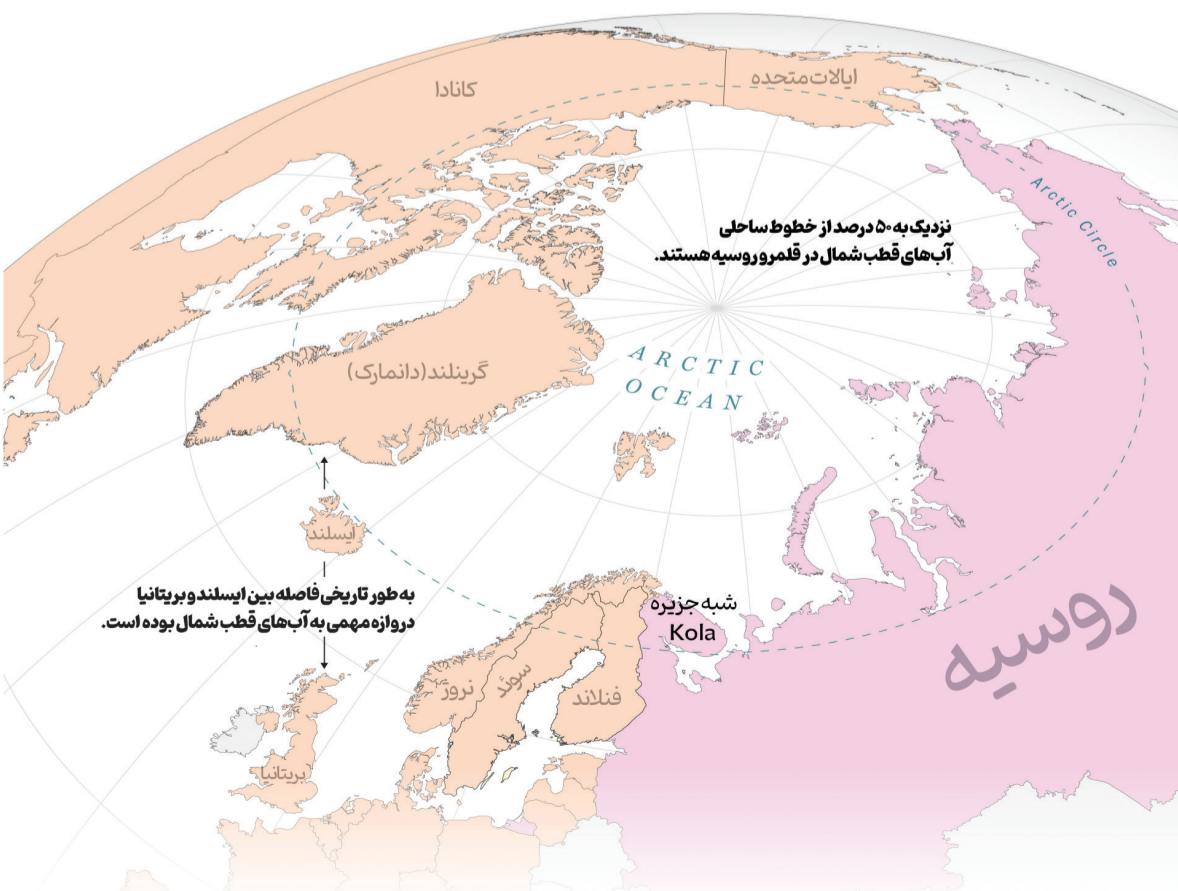 کانادا
ایالات متحده
Arctic Circle
نزدیک به ۵۰ درصد از خطوط ساحلی
آب‌های قطب شمال در قلمرو روسیه هستند.
ARCTIC
OCEAN
گرینلند (دانمارک)
ایسلند
به طور تاریخی فاصله بین ایسلند و بریتانیا
دروازه مهمی به آب‌های قطب شمال بوده است.
شبه جزیره
Kola
روسیه
نروژ
سوئد
فنلاند
بریتانیا